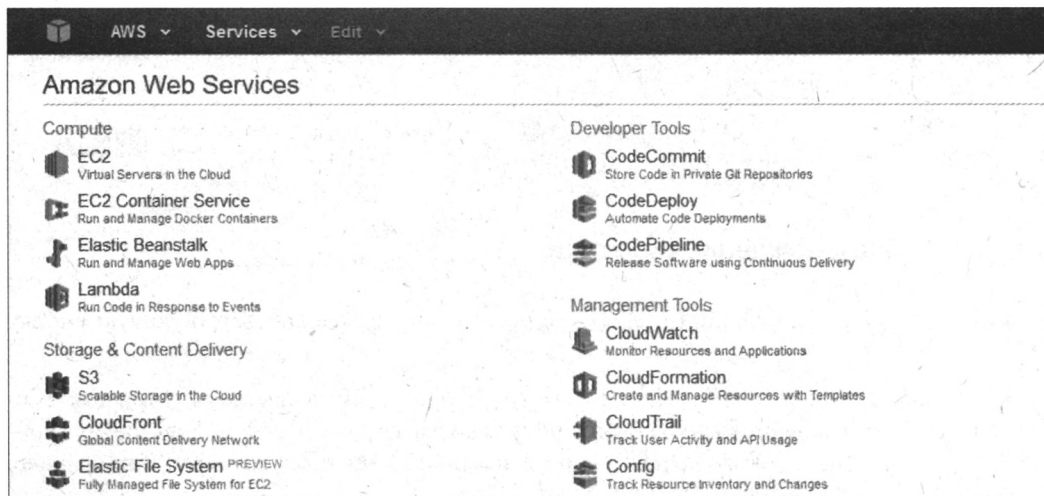 AWS Services Edit
Amazon Web Services
Compute
EC2
Virtual Servers in the Cloud
EC2 Container Service
Run and Manage Docker Containers
Elastic Beanstalk
Run and Manage Web Apps
Lambda
Run Code in Response to Events
Storage & Content Delivery
S3
Scalable Storage in the Cloud
CloudFront
Global Content Delivery Network
Elastic File System PREVIEW
Fully Managed File System for EC2
Developer Tools
CodeCommit
Store Code in Private Git Repositories
CodeDeploy
Automate Code Deployments
CodePipeline
Release Software using Continuous Delivery
Management Tools
CloudWatch
Monitor Resources and Applications
CloudFormation
Create and Manage Resources with Templates
CloudTrail
Track User Activity and API Usage
Config
Track Resource Inventory and Changes